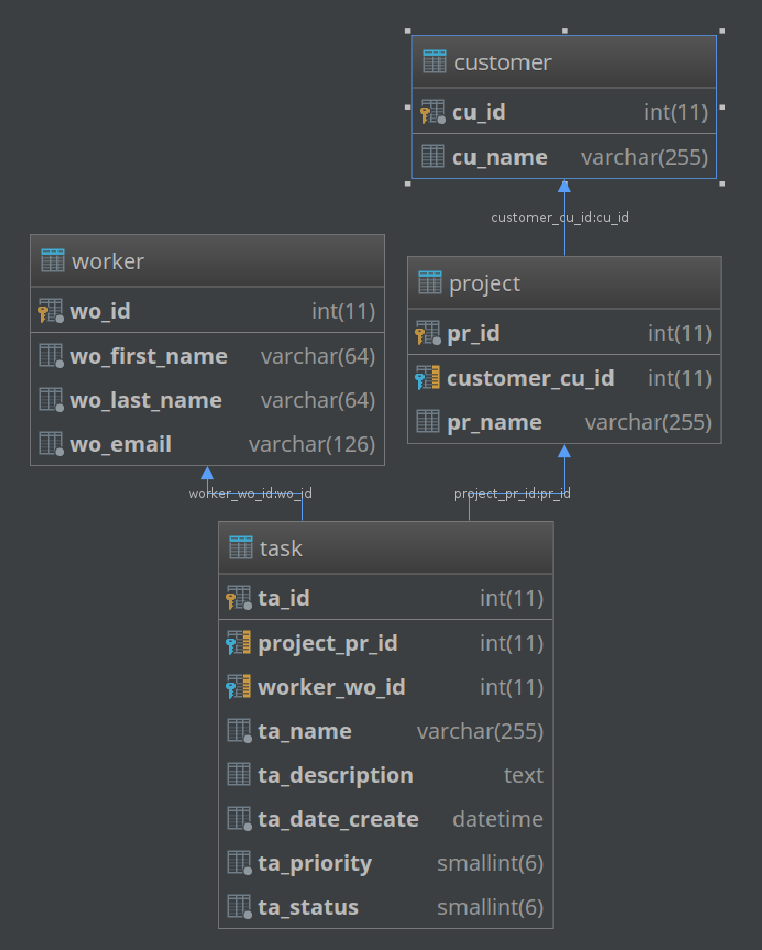 customer
cu_id int(11)
cu_name varchar(255)
customer_cu_id:cu_id
worker
wo_id int(11)
wo_first_name varchar(64)
wo_last_name varchar(64)
wo_email varchar(126)
project
pr_id int(11)
customer_cu_id int(11)
pr_name varchar(255)
worker_wo_id:wo_id
project_pr_id:pr_id
task
ta_id int(11)
project_pr_id int(11)
worker_wo_id int(11)
ta_name varchar(255)
ta_description text
ta_date_create datetime
ta_priority smallint(6)
ta_status smallint(6)